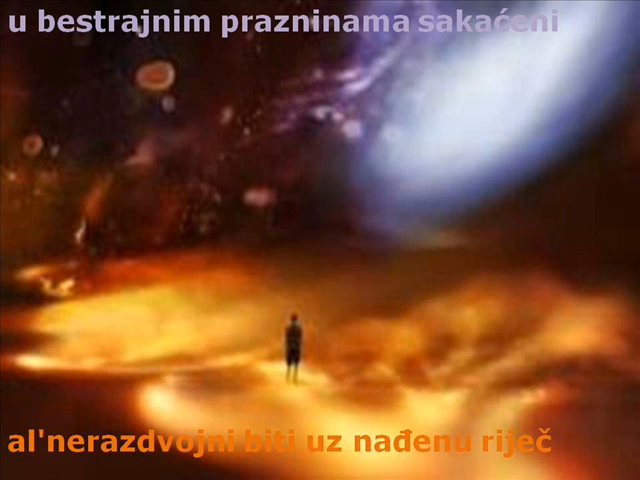 u bestrajnim prazninama sakaćeni
al'nerazdvojni biti uz nađenu riječ